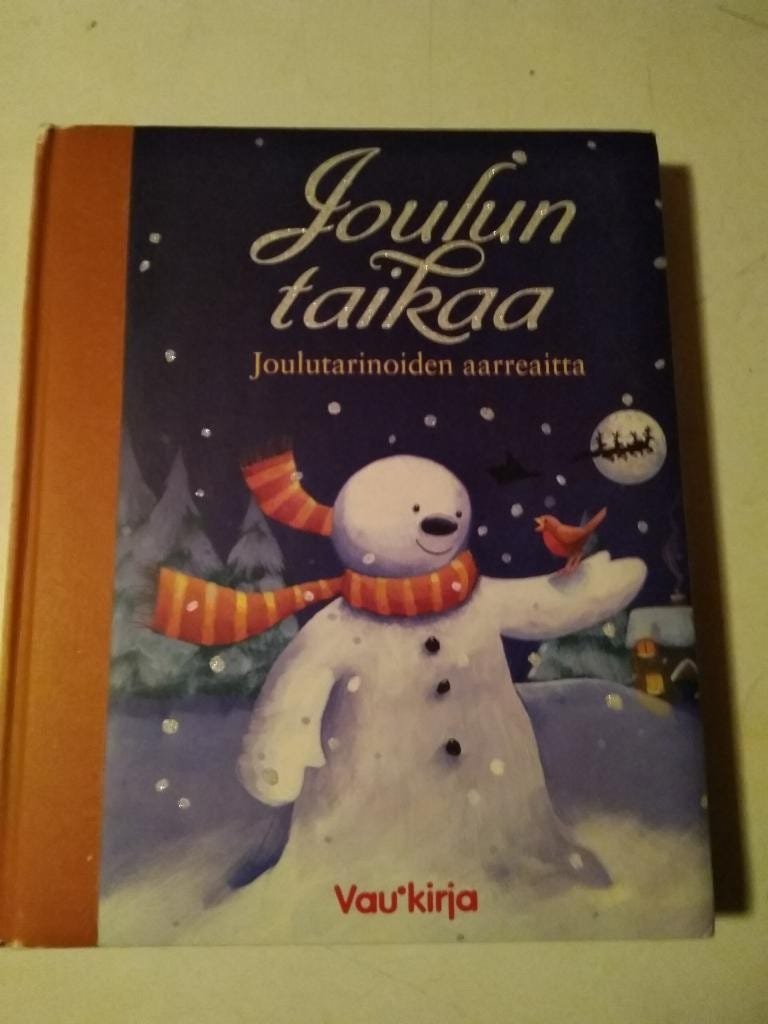 Joulun
taikaa
Joulutarinoiden aarreaitta
Vau•kirja